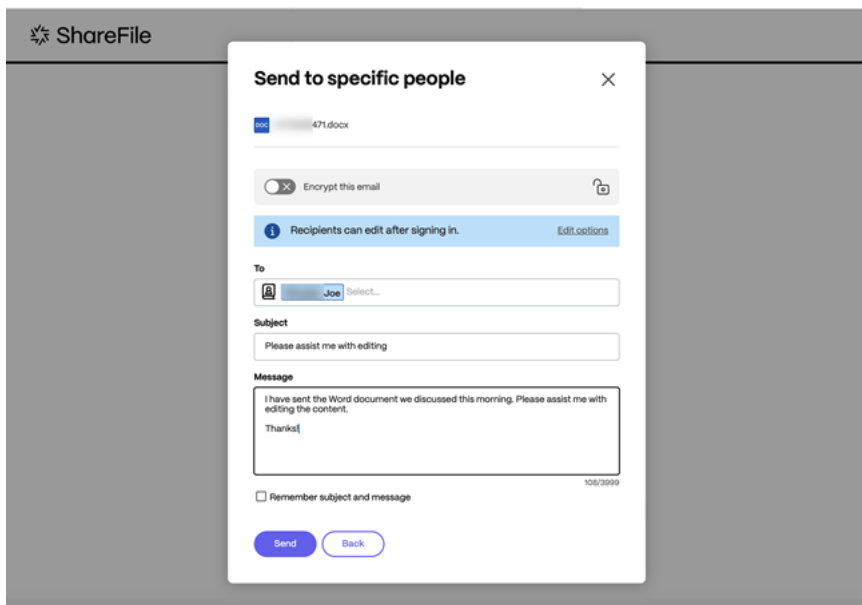 ShareFile
Send to specific people
DOC
471.docx
Encrypt this email
Recipients can edit after signing in.
Edit options
To
Joe
Select...
Subject
Please assist me with editing
Message
I have sent the Word document we discussed this morning. Please assist me with
editing the content.
Thanks!
108/3999
Remember subject and message
Send
Back